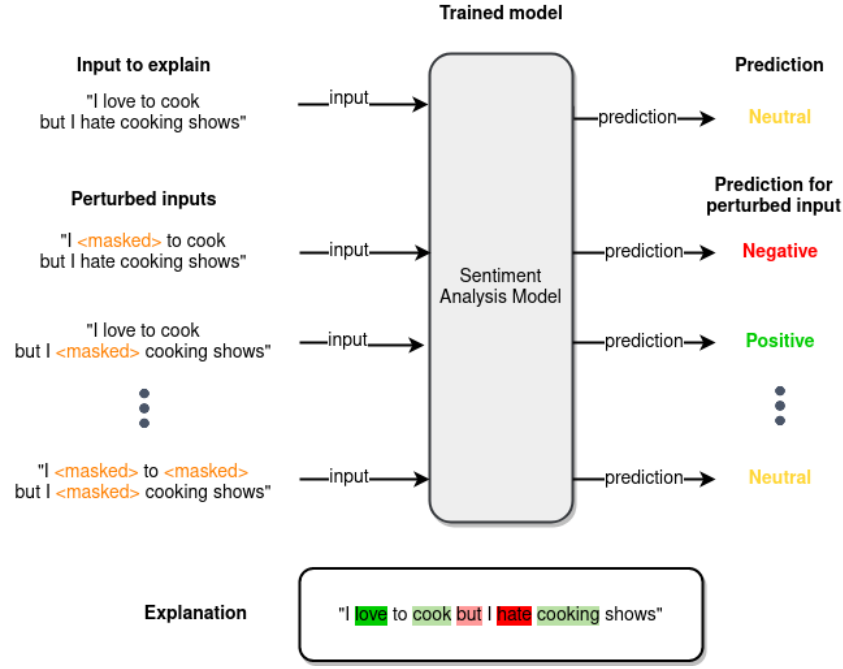 Trained model
Input to explain
"I love to cook
but I hate cooking shows"
input
prediction
Prediction
Neutral
Perturbed inputs
Prediction for
perturbed input
"I <masked> to cook
but I hate cooking shows"
input
prediction
Negative
Sentiment
Analysis Model
"I love to cook
but I <masked> cooking shows"
input
prediction
Positive
"I <masked> to <masked>
but I <masked> cooking shows"
input
prediction
Neutral
Explanation
"I love to cook but I hate cooking shows"